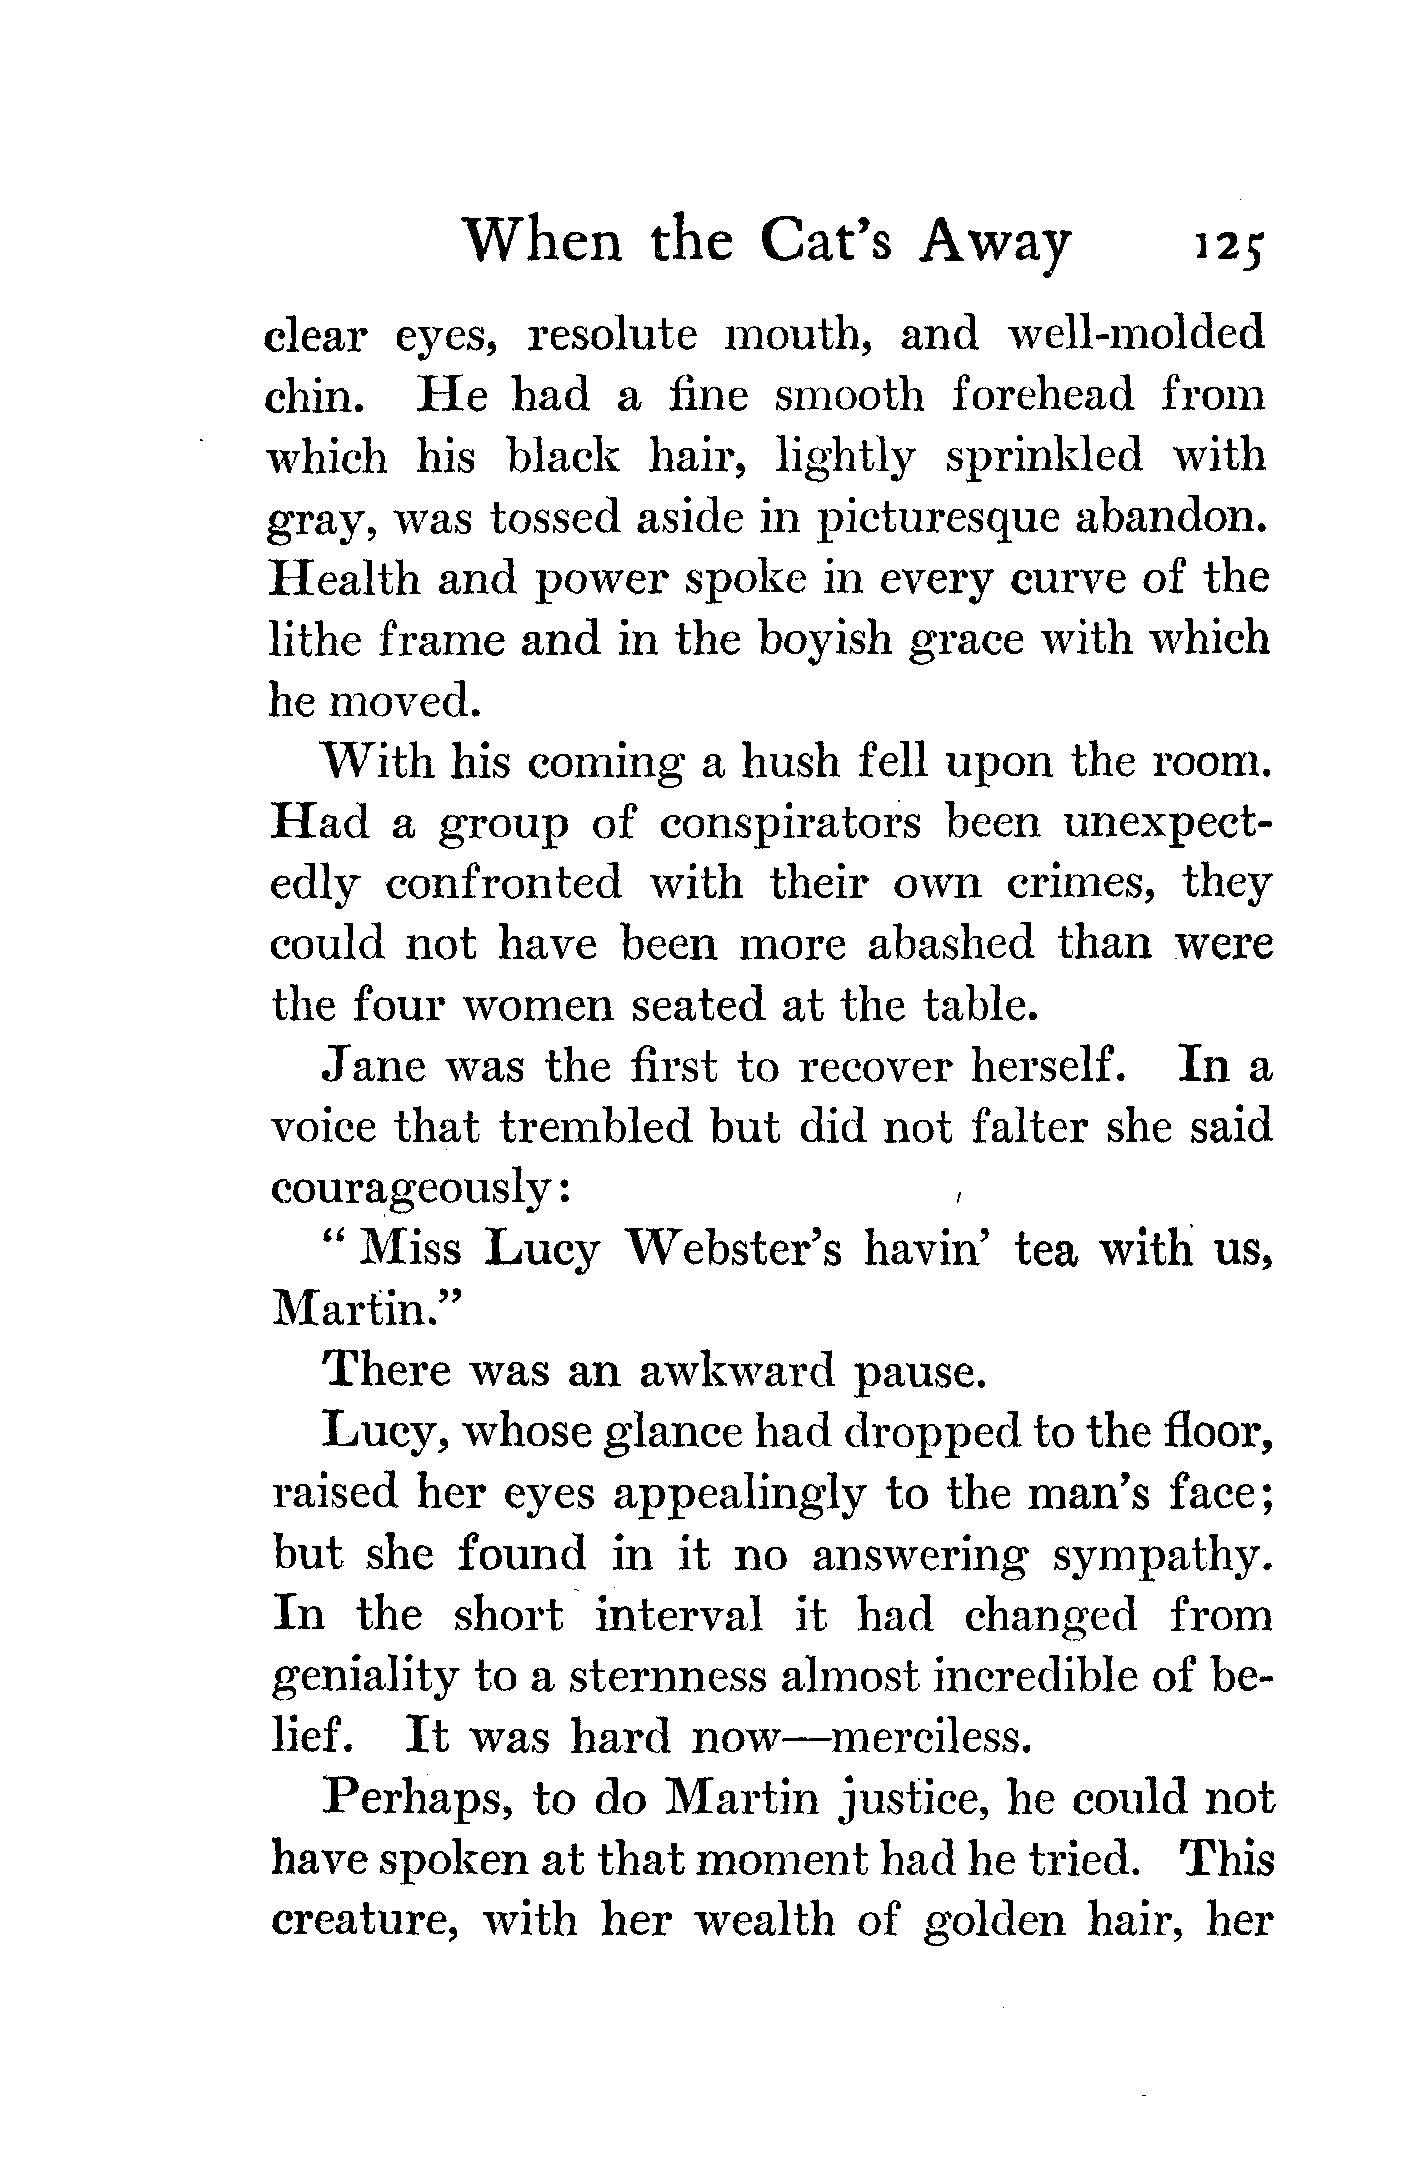 When the Cat's Away 125
clear eyes, resolute mouth, and well-molded
chin. He had a fine smooth forehead from
which his black hair, lightly sprinkled with
gray, was tossed aside in picturesque abandon.
Health and power spoke in every curve of the
lithe frame and in the boyish grace with which
he moved.
With his coming a hush fell upon the room.
Had a group of conspirators been unexpect-
edly confronted with their own crimes, they
could not have been more abashed than were
the four women seated at the table.
Jane was the first to recover herself. In a
voice that trembled but did not falter she said
courageously:
" Miss Lucy Webster's havin' tea with us,
Martin."
There was an awkward pause.
Lucy, whose glance had dropped to the floor,
raised her eyes appealingly to the man's face;
but she found in it no answering sympathy.
In the short interval it had changed from
geniality to a sternness almost incredible of be-
lief. It was hard now—merciless.
Perhaps, to do Martin justice, he could not
have spoken at that moment had he tried. This
creature, with her wealth of golden hair, her